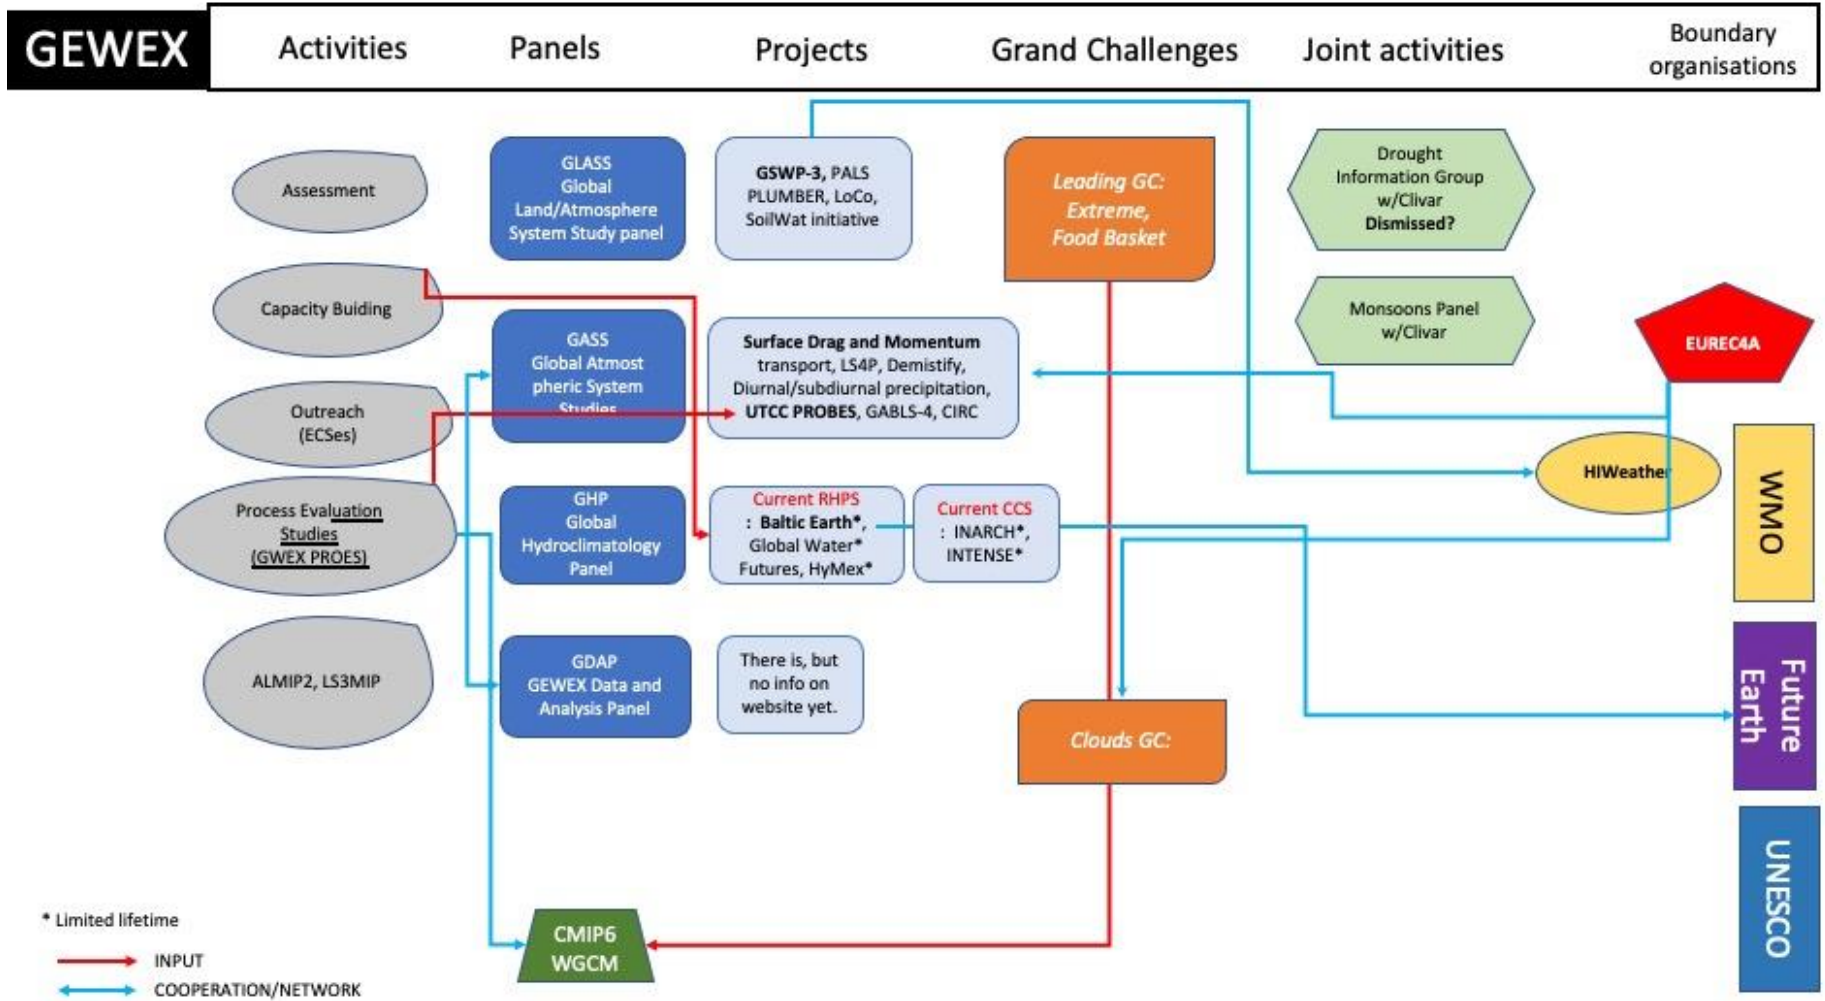 GEWEX
Activities
Panels
Projects
Grand Challenges
Joint activities
Boundary
organisations
Assessment
Capacity Buiding
Outreach
(ECSes)
Process Evaluation
Studies
(GWEX PROES)
ALMIP2, LS3MIP
GLASS
Global
Land/Atmosphere
System Study panel
GASS
Global Atmost
pheric System
Studies
GHP
Global
Hydroclimatology
Panel
GDAP
GEWEX Data and
Analysis Panel
CMIP6
WGCM
GSWP-3, PALS
PLUMBER, LoCo,
SoilWat initiative
Surface Drag and Momentum
transport, LS4P, Demistify,
Diurnal/subdiurnal precipitation,
UTCC PROBES, GABLS-4, CIRC
Current RHPS
: Baltic Earth*,
Global Water*
Futures, HyMex*
Current CCS
: INARCH*,
INTENSE*
There is, but
no info on
website yet.
Leading GC:
Extreme,
Food Basket
Clouds GC:
Drought
Information Group
w/Clivar
Dismissed?
Monsoons Panel
w/Clivar
EUREC4A
HIWeather
WMO
Future
Earth
UNESCO
* Limited lifetime
INPUT
COOPERATION/NETWORK